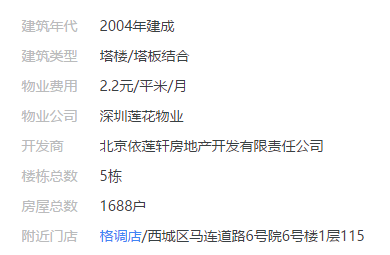 建筑年代 2004年建成
建筑类型 塔楼/塔板结合
物业费用 2.2元/平米/月
物业公司 深圳莲花物业
开发商 北京依莲轩房地产开发有限责任公司
楼栋总数 5栋
房屋总数 1688户
附近门店 格调店/西城区马连道路6号院6号楼1层115